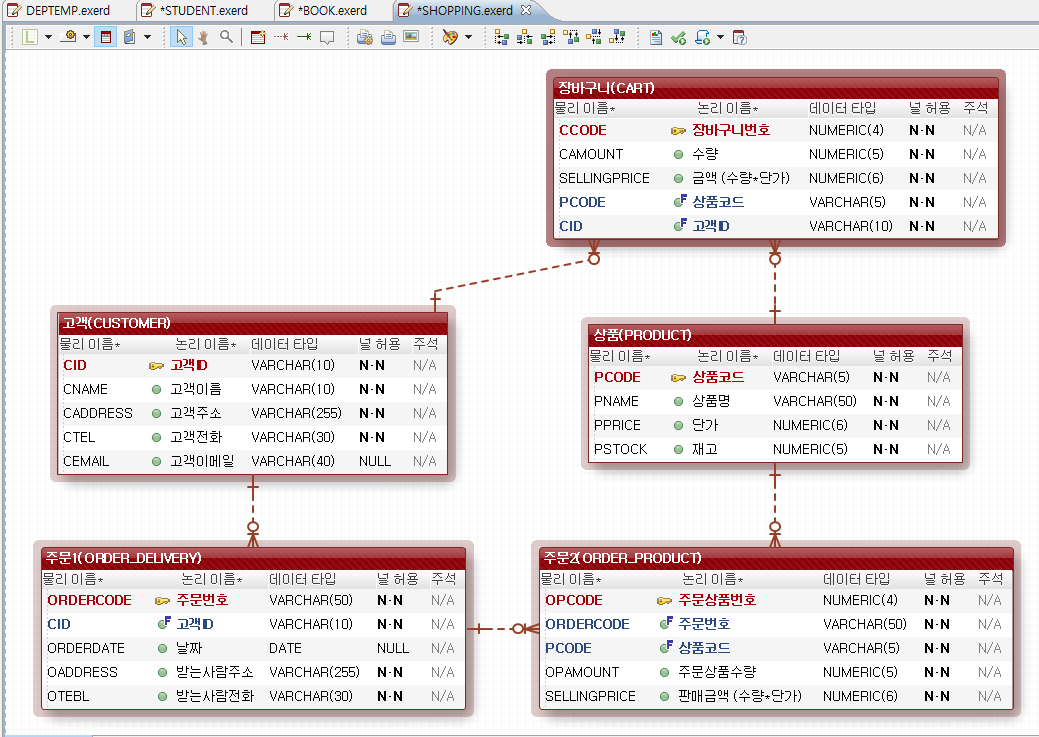 DEPTEMP.exerd *STUDENT.exerd *BOOK.exerd *SHOPPING.exerd
장바구니(CART)
물리 이름* 논리 이름* 데이터 타입 널 허용 주석
CCODE 장바구니번호 NUMERIC(4) N-N N/A
CAMOUNT 수량 NUMERIC(5) N-N N/A
SELLINGPRICE 금액 (수량*단가) NUMERIC(6) N-N N/A
PCODE 상품코드 VARCHAR(5) N-N N/A
CID 고객ID VARCHAR(10) N-N N/A
고객(CUSTOMER)
물리 이름* 논리 이름* 데이터 타입 널 허용 주석
CID 고객ID VARCHAR(10) N-N N/A
CNAME 고객이름 VARCHAR(10) N-N N/A
CADDRESS 고객주소 VARCHAR(255) N-N N/A
CTEL 고객전화 VARCHAR(30) N-N N/A
CEMAIL 고객이메일 VARCHAR(40) NULL N/A
상품(PRODUCT)
물리 이름* 논리 이름* 데이터 타입 널 허용 주석
PCODE 상품코드 VARCHAR(5) N-N N/A
PNAME 상품명 VARCHAR(50) N-N N/A
PPRICE 단가 NUMERIC(6) N-N N/A
PSTOCK 재고 NUMERIC(5) N-N N/A
주문1(ORDER_DELIVERY)
물리 이름* 논리 이름* 데이터 타입 널 허용 주석
ORDERCODE 주문번호 VARCHAR(50) N-N N/A
CID 고객ID VARCHAR(10) N-N N/A
ORDERDATE 날짜 DATE NULL N/A
OADDRESS 받는사람주소 VARCHAR(255) N-N N/A
OTEBL 받는사람전화 VARCHAR(30) N-N N/A
주문2(ORDER_PRODUCT)
물리 이름* 논리 이름* 데이터 타입 널 허용 주석
OPCODE 주문상품번호 NUMERIC(4) N-N N/A
ORDERCODE 주문번호 VARCHAR(50) N-N N/A
PCODE 상품코드 VARCHAR(5) N-N N/A
OPAMOUNT 주문상품수량 NUMERIC(5) N-N N/A
SELLINGPRICE 판매금액 (수량*단가) NUMERIC(6) N-N N/A